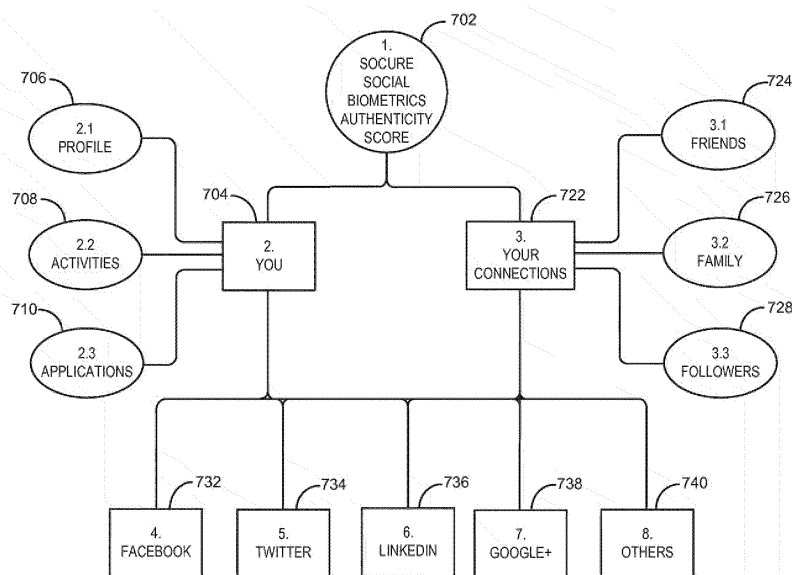 702
1.
SOCURE
SOCIAL
BIOMETRICS
AUTHENTICITY
SCORE
706
2.1
PROFILE
724
3.1
FRIENDS
708
2.2
ACTIVITIES
704
2.
YOU
722
3.
YOUR
CONNECTIONS
726
3.2
FAMILY
710
2.3
APPLICATIONS
728
3.3
FOLLOWERS
732
4.
FACEBOOK
734
5.
TWITTER
736
6.
LINKEDIN
738
7.
GOOGLE+
740
8.
OTHERS